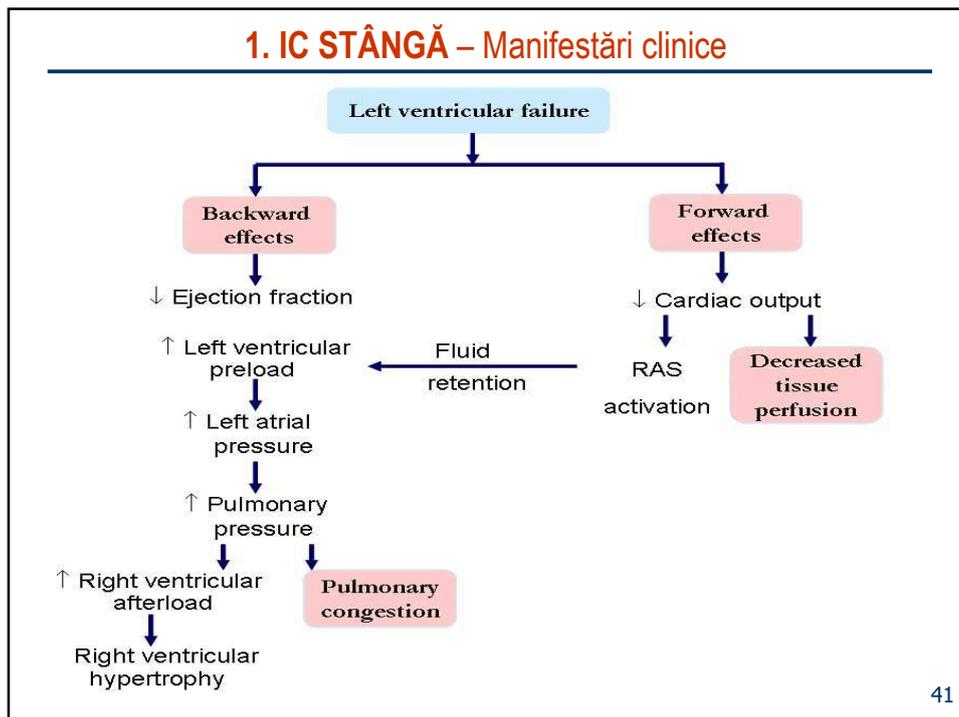 1. IC STÂNGĂ – Manifestări clinice
Left ventricular failure
Backward
effects
↓ Ejection fraction
↑ Left ventricular
preload
↑ Left atrial
pressure
↑ Pulmonary
pressure
↑ Right ventricular
afterload
Right ventricular
hypertrophy
Pulmonary
congestion
Fluid
retention
Forward
effects
↓ Cardiac output
RAS
activation
Decreased
tissue
perfusion
41